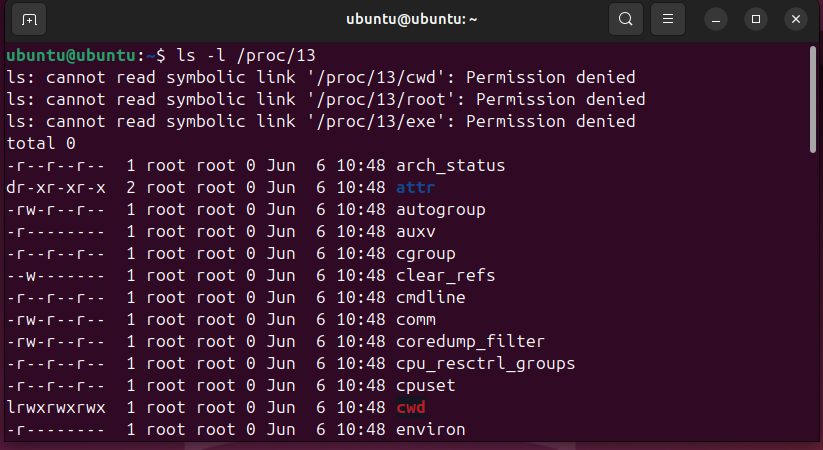 ubuntu@ubuntu: ~
ubuntu@ubuntu:~$ ls -l /proc/13
ls: cannot read symbolic link '/proc/13/cwd': Permission denied
ls: cannot read symbolic link '/proc/13/root': Permission denied
ls: cannot read symbolic link '/proc/13/exe': Permission denied
total 0
-r--r--r--  1 root root 0 Jun  6 10:48 arch_status
dr-xr-xr-x  2 root root 0 Jun  6 10:48 attr
-rw-r--r--  1 root root 0 Jun  6 10:48 autogroup
-r--------  1 root root 0 Jun  6 10:48 auxv
-r--r--r--  1 root root 0 Jun  6 10:48 cgroup
--w-------  1 root root 0 Jun  6 10:48 clear_refs
-r--r--r--  1 root root 0 Jun  6 10:48 cmdline
-rw-r--r--  1 root root 0 Jun  6 10:48 comm
-rw-r--r--  1 root root 0 Jun  6 10:48 coredump_filter
-r--r--r--  1 root root 0 Jun  6 10:48 cpu_resctrl_groups
-r--r--r--  1 root root 0 Jun  6 10:48 cpuset
lrwxrwxrwx  1 root root 0 Jun  6 10:48 cwd
-r--------  1 root root 0 Jun  6 10:48 environ